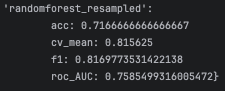 'randomforest_resampled':
acc: 0.7166666666666667
cv_mean: 0.815625
f1: 0.8169773531422138
roc_AUC: 0.7585499316005472}